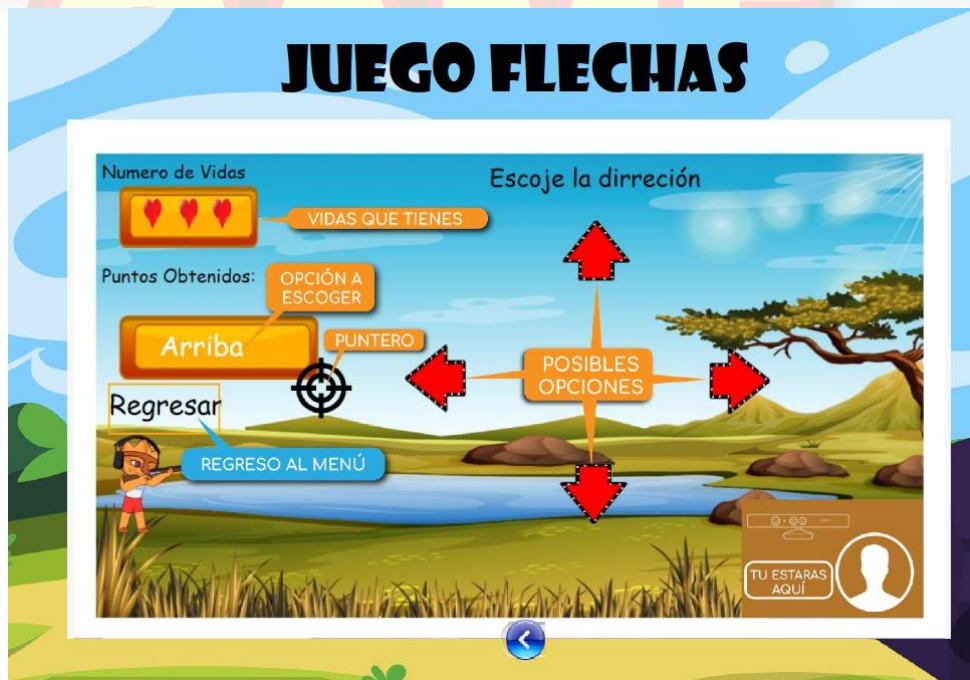 JUEGO FLECHAS
Numero de Vidas
Escoje la dirreción
VIDAS QUE TIENES
Puntos Obtenidos:
OPCIÓN A
ESCOGER
Arriba
PUNTERO
POSIBLES
OPCIONES
Regresar
REGRESO AL MENÚ
TU ESTARAS
AQUÍ